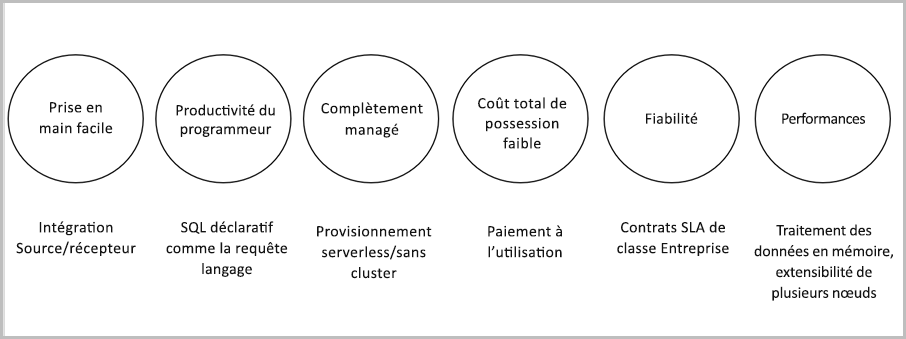 Prise en
main facile
Productivité du
programmeur
Complètement
managé
Coût total de
possession
faible
Fiabilité
Performances
Intégration
Source/récepteur
SQL déclaratif
comme la requête
langage
Provisionnement
serverless/sans
cluster
Paiement à
l’utilisation
Contrats SLA de
classe Entreprise
Traitement des
données en mémoire,
extensibilité de
plusieurs nœuds